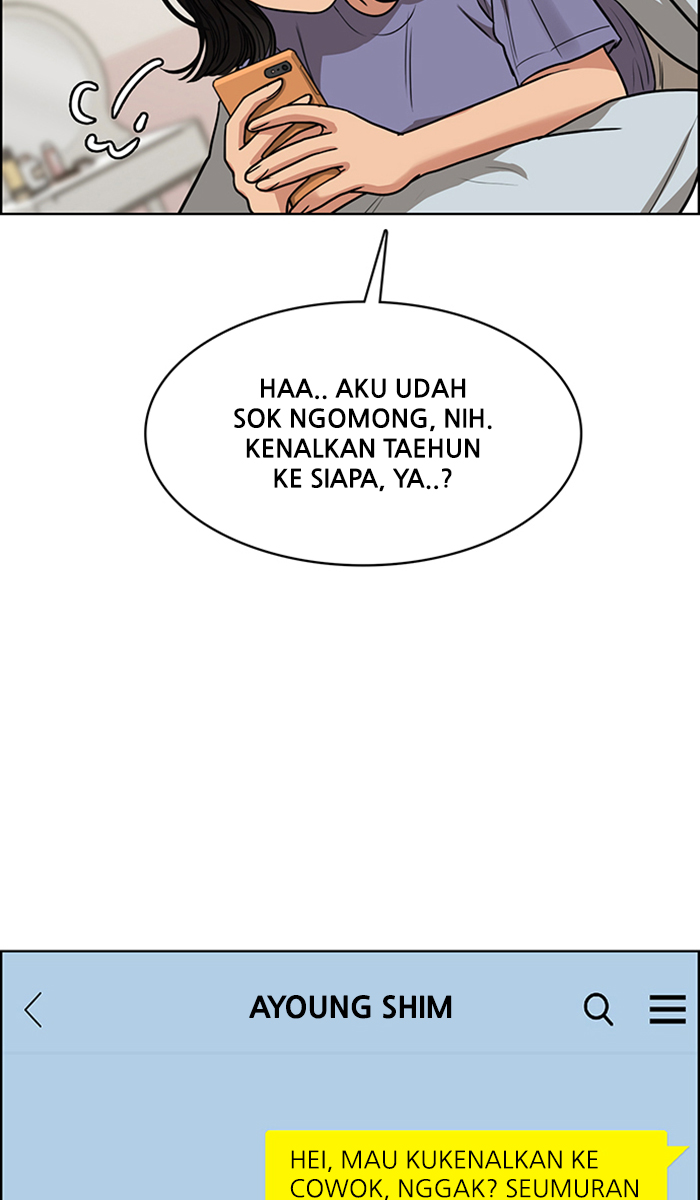 HAA.. AKU UDAH
SOK NGOMONG, NIH.
KENALKAN TAEHUN
KE SIAPA, YA..?
AYOUNG SHIM
HEI, MAU KUKENALKAN KE
COWOK, NGGAK? SEUMURAN